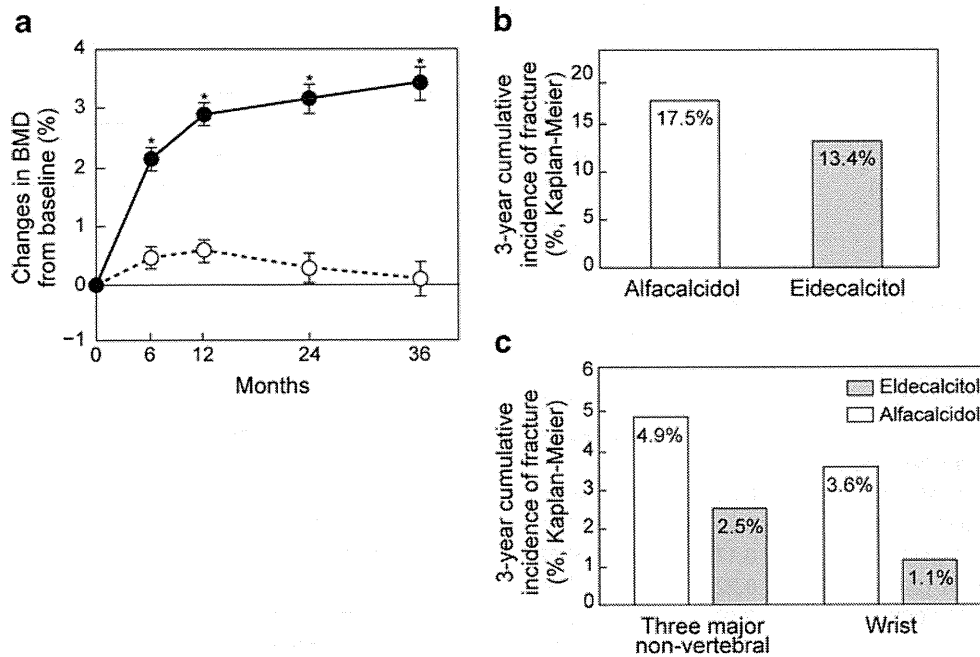 a
Changes in BMD
from baseline (%)
4
3
2
1
0
−1
*
*
*
*
0 6 12 24 36
Months
b
3-year cumulative
incidence of fracture
(%, Kaplan-Meier)
20
15
10
5
0
17.5%
13.4%
Alfacalcidol Eidecalcitol
c
3-year cumulative
incidence of fracture
(%, Kaplan-Meier)
6
5
4
3
2
1
0
Eldecalcitol
Alfacalcidol
4.9%
2.5%
3.6%
1.1%
Three major
non-vertebral
Wrist